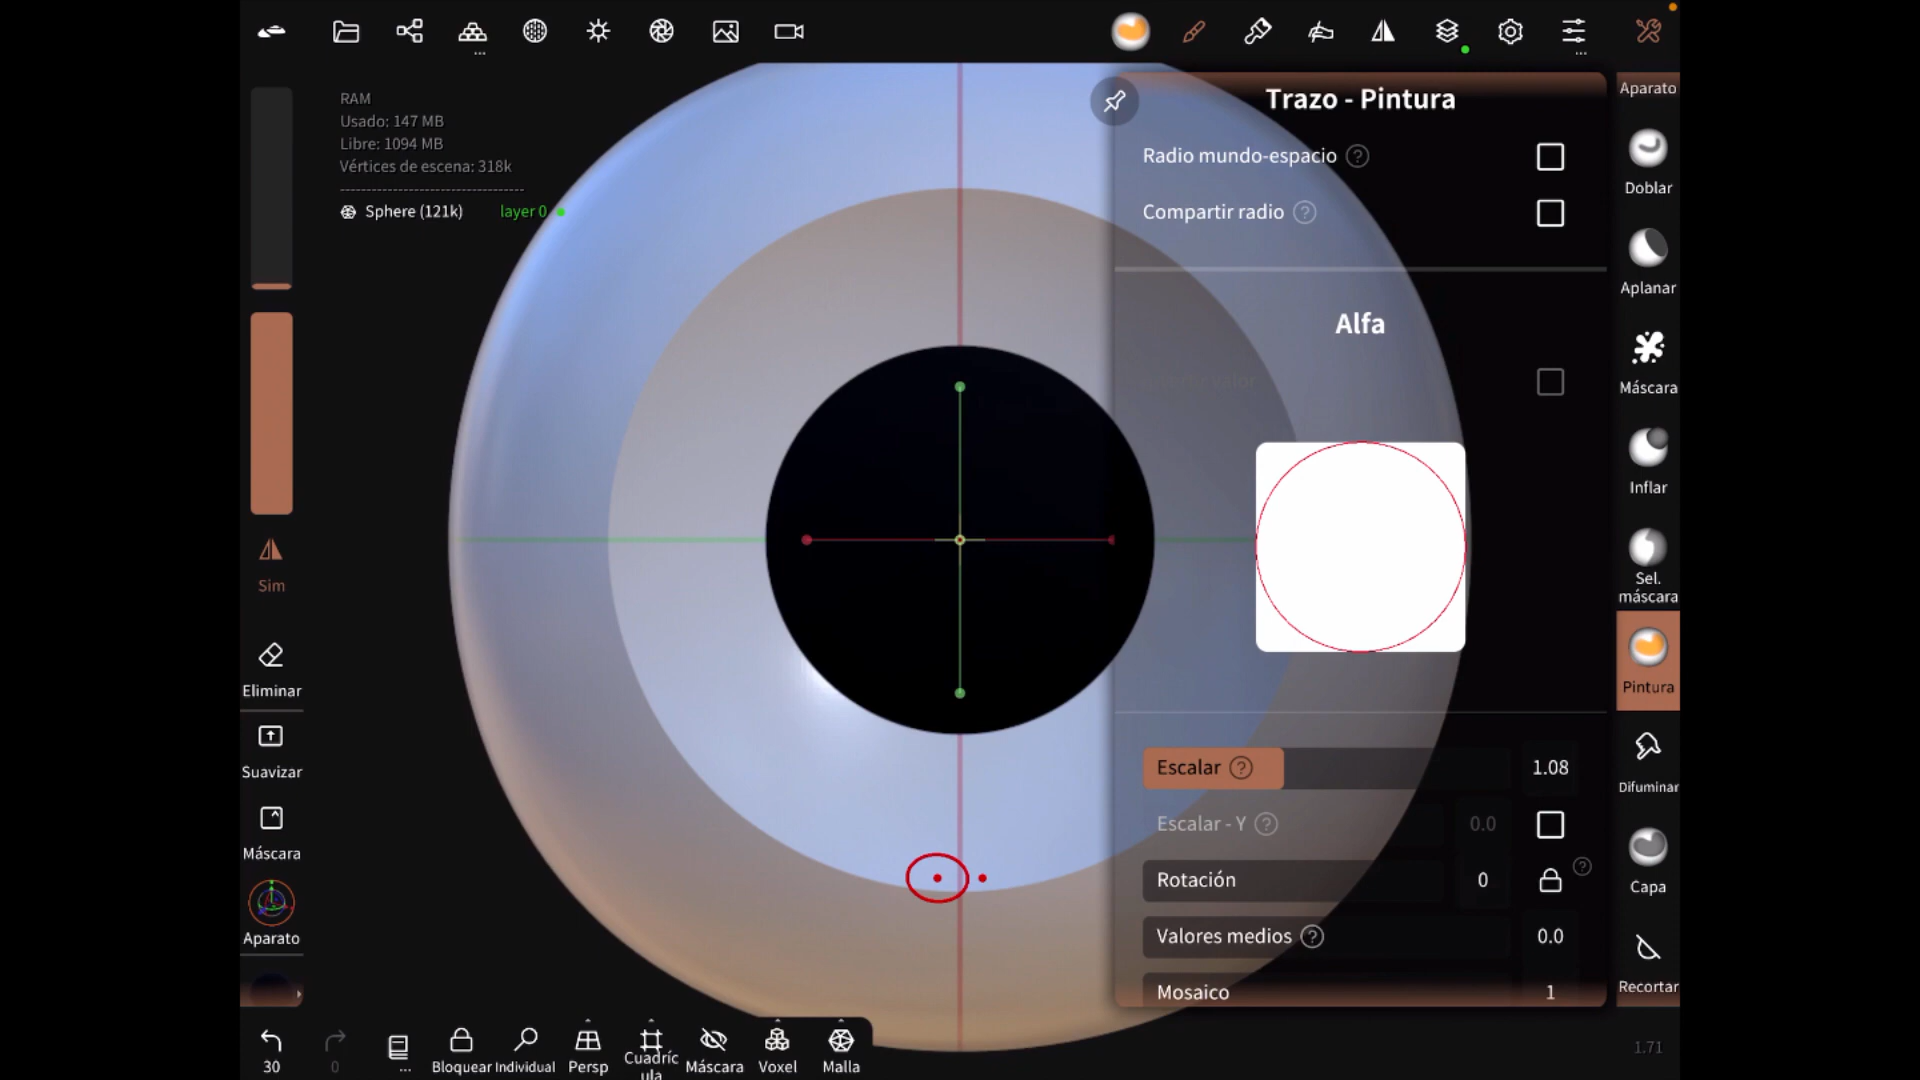 RAM
Usado: 147 MB
Libre: 1094 MB
Vértices de escena: 318k
Sphere (121k) layer 0
Sim
Eliminar
Suavizar
Máscara
Aparato
30
0
...
Bloquear
Individual
Persp
Cuadríc
ula
Máscara
Voxel
Malla
Trazo - Pintura
Radio mundo-espacio ?
Compartir radio ?
Alfa
Escalar ? 1.08
Escalar - Y ? 0.0
Rotación 0 ?
Valores medios ? 0.0
Mosaico 1
Aparato
Doblar
Aplanar
Máscara
Inflar
Sel.
máscara
Pintura
Difuminar
Capa
Recortar
1.71